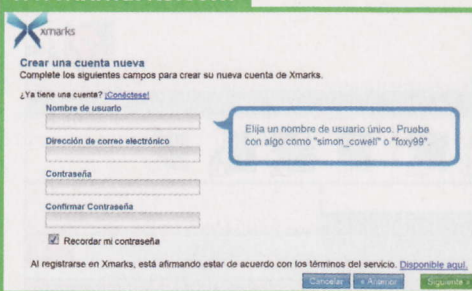 xmarks
Crear una cuenta nueva
Complete los siguientes campos para crear su nueva cuenta de Xmarks.
¿Ya tiene una cuenta? ¡Conéctese!
Nombre de usuario
Elija un nombre de usuario único. Pruebe
con algo como "simon_cowell" o "foxy99".
Dirección de correo electrónico
Contraseña
Confirmar Contraseña
Recordar mi contraseña
Al registrarse en Xmarks, está afirmando estar de acuerdo con los términos del servicio. Disponible aquí.
Cancelar
Siguiente »